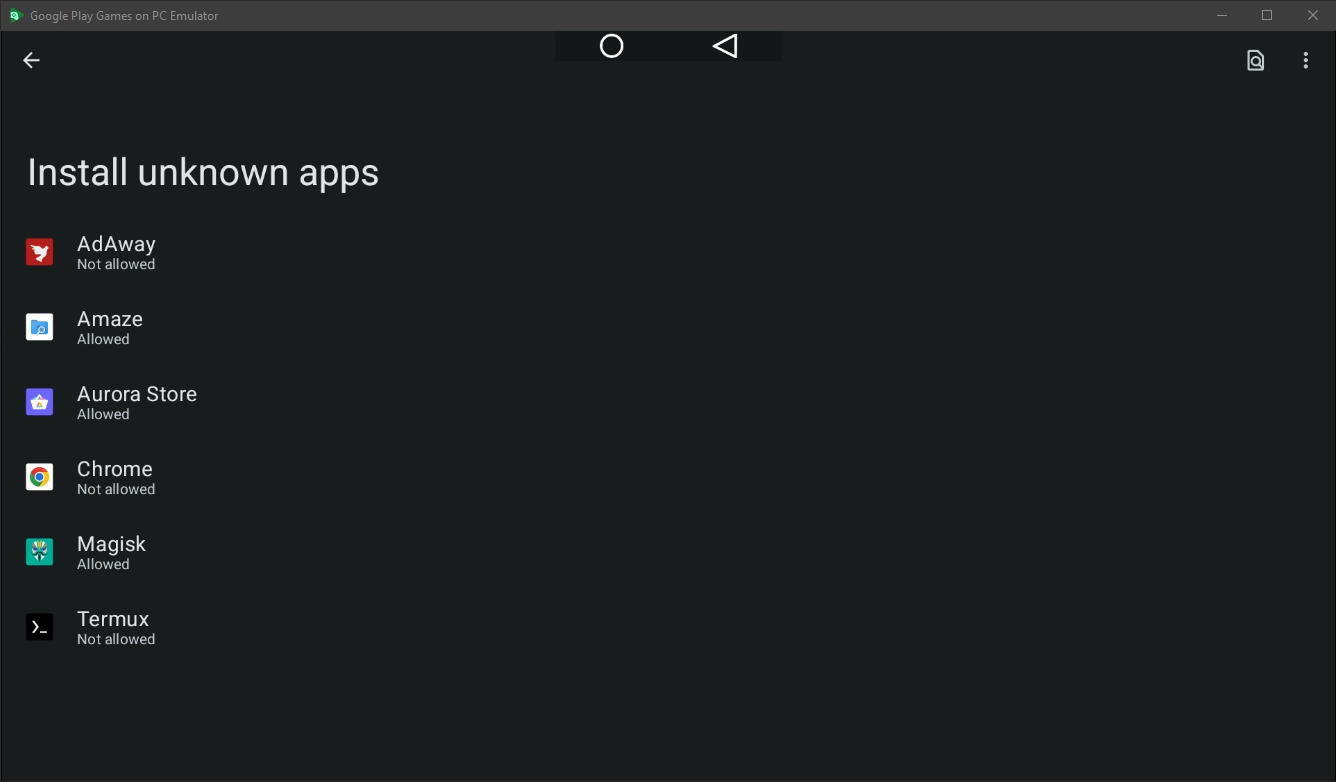 Google Play Games on PC Emulator
Install unknown apps
AdAway
Not allowed
Amaze
Allowed
Aurora Store
Allowed
Chrome
Not allowed
Magisk
Allowed
Termux
Not allowed